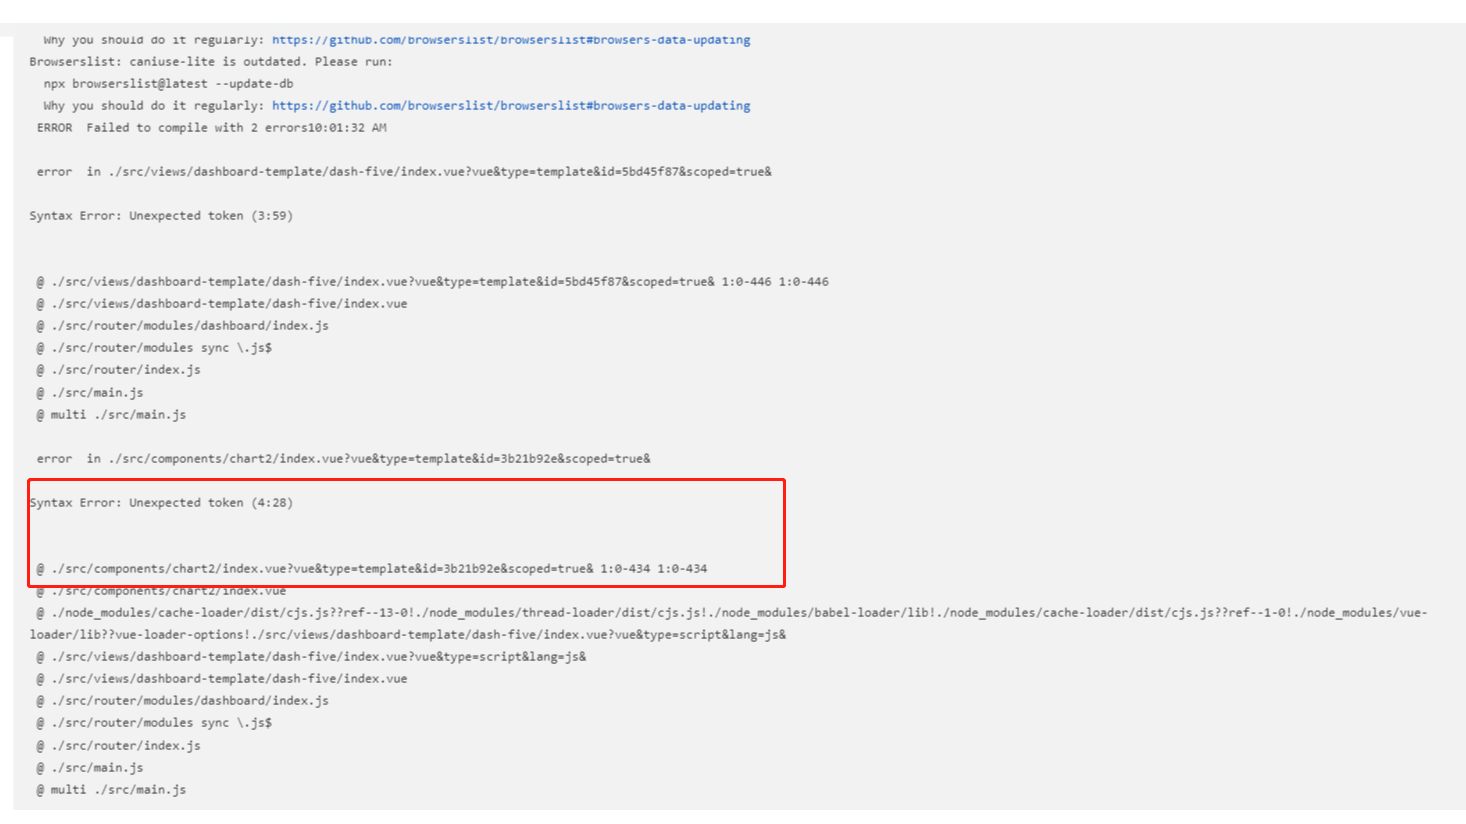 Why you should do it regularly: https://github.com/browserslist/browserslist#browsers-data-updating
Browserslist: caniuse-lite is outdated. Please run:
npx browserslist@latest --update-db
Why you should do it regularly: https://github.com/browserslist/browserslist#browsers-data-updating
ERROR  Failed to compile with 2 errors10:01:32 AM
error  in ./src/views/dashboard-template/dash-five/index.vue?vue&type=template&id=5bd45f87&scoped=true&
Syntax Error: Unexpected token (3:59)
@ ./src/views/dashboard-template/dash-five/index.vue?vue&type=template&id=5bd45f87&scoped=true& 1:0-446 1:0-446
@ ./src/views/dashboard-template/dash-five/index.vue
@ ./src/router/modules/dashboard/index.js
@ ./src/router/modules sync \.js$
@ ./src/router/index.js
@ ./src/main.js
@ multi ./src/main.js
error  in ./src/components/chart2/index.vue?vue&type=template&id=3b21b92e&scoped=true&
Syntax Error: Unexpected token (4:28)
@ ./src/components/chart2/index.vue?vue&type=template&id=3b21b92e&scoped=true& 1:0-434 1:0-434
@ ./src/components/chart2/index.vue
@ ./node_modules/cache-loader/dist/cjs.js??ref--13-0!./node_modules/thread-loader/dist/cjs.js!./node_modules/babel-loader/lib!./node_modules/cache-loader/dist/cjs.js??ref--1-0!./node_modules/vue-
loader/lib??vue-loader-options!./src/views/dashboard-template/dash-five/index.vue?vue&type=script&lang=js&
@ ./src/views/dashboard-template/dash-five/index.vue?vue&type=script&lang=js&
@ ./src/views/dashboard-template/dash-five/index.vue
@ ./src/router/modules/dashboard/index.js
@ ./src/router/modules sync \.js$
@ ./src/router/index.js
@ ./src/main.js
@ multi ./src/main.js